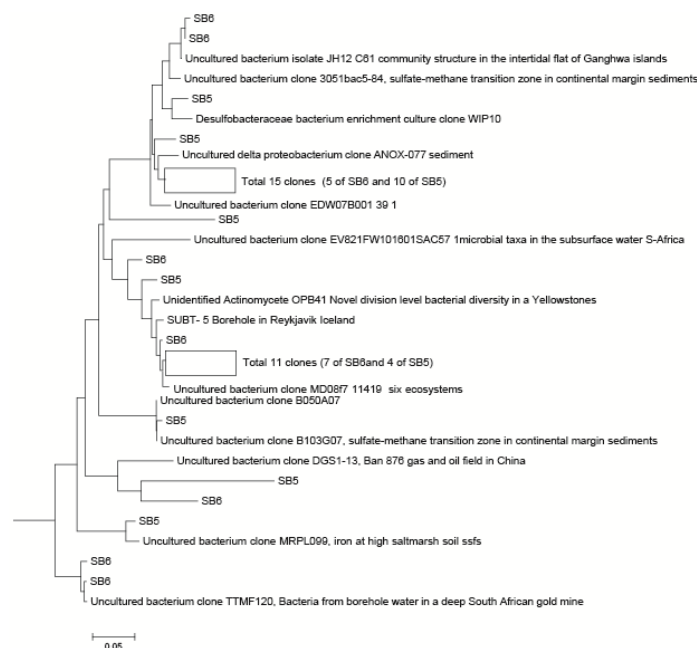 SB6
SB6
Uncultured bacterium isolate JH12 C61 community structure in the intertidal flat of Ganghwa islands
Uncultured bacterium clone 3051bac5-84, sulfate-methane transition zone in continental margin sediments
SB5
Desulfobacteraceae bacterium enrichment culture clone WIP10
SB5
Uncultured delta proteobacterium clone ANOX-077 sediment
Total 15 clones (5 of SB6 and 10 of SB5)
Uncultured bacterium clone EDW07B001 39 1
SB5
Uncultured bacterium clone EV821FW101601SAC57 1microbial taxa in the subsurface water S-Africa
SB6
SB5
Unidentified Actinomycete OPB41 Novel division level bacterial diversity in a Yellowstones
SUBT- 5 Borehole in Reykjavik Iceland
SB6
Total 11 clones (7 of SB6and 4 of SB5)
Uncultured bacterium clone MD08f7 11419 six ecosystems
Uncultured bacterium clone B050A07
SB5
Uncultured bacterium clone B103G07, sulfate-methane transition zone in continental margin sediments
Uncultured bacterium clone DGS1-13, Ban 876 gas and oil field in China
SB5
SB6
SB5
Uncultured bacterium clone MRPL099, iron at high saltmarsh soil ssfs
SB6
SB6
Uncultured bacterium clone TTMF120, Bacteria from borehole water in a deep South African gold mine
0.05